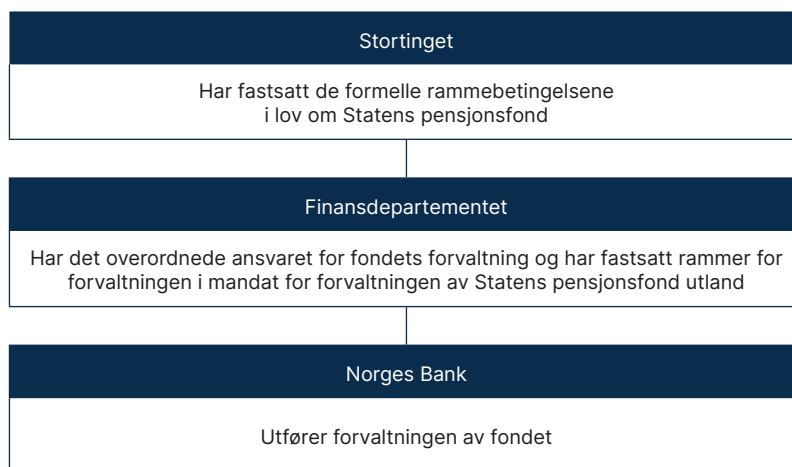 Stortinget
Har fastsatt de formelle rammebetingelsene
i lov om Statens pensjonsfond
Finansdepartementet
Har det overordnede ansvaret for fondets forvaltning og har fastsatt rammer for
forvaltningen i mandat for forvaltningen av Statens pensjonsfond utland
Norges Bank
Utfører forvaltningen av fondet